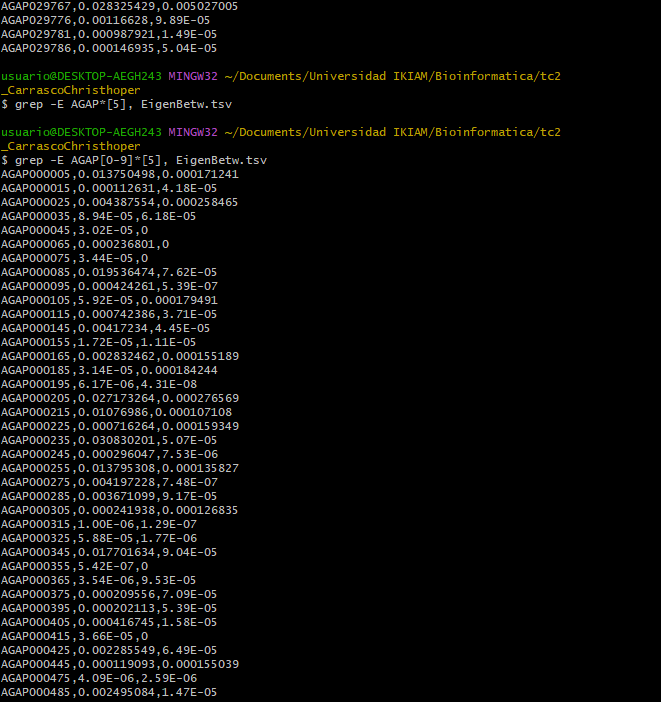 AGAP029767,0.028325429,0.005027005
AGAP029776,0.00116628,9.89E-05
AGAP029781,0.000987921,1.49E-05
AGAP029786,0.000146935,5.04E-05
usuario@DESKTOP-AEGH243 MINGW32 ~/Documents/Universidad IKIAM/Bioinformatica/tc2
_CarrascoChristhoper
$ grep -E AGAP*[5], EigenBetw.tsv
usuario@DESKTOP-AEGH243 MINGW32 ~/Documents/Universidad IKIAM/Bioinformatica/tc2
_CarrascoChristhoper
$ grep -E AGAP[0-9]*[5], EigenBetw.tsv
AGAP000005,0.013750498,0.000171241
AGAP000015,0.000112631,4.18E-05
AGAP000025,0.004387554,0.000258465
AGAP000035,8.94E-05,6.18E-05
AGAP000045,3.02E-05,0
AGAP000065,0.000236801,0
AGAP000075,3.44E-05,0
AGAP000085,0.019536474,7.62E-05
AGAP000095,0.000424261,5.39E-07
AGAP000105,5.92E-05,0.000179491
AGAP000115,0.000742386,3.71E-05
AGAP000145,0.00417234,4.45E-05
AGAP000155,1.72E-05,1.11E-05
AGAP000165,0.002832462,0.000155189
AGAP000185,3.14E-05,0.000184244
AGAP000195,6.17E-06,4.31E-08
AGAP000205,0.027173264,0.000276569
AGAP000215,0.01076986,0.000107108
AGAP000225,0.000716264,0.000159349
AGAP000235,0.030830201,5.07E-05
AGAP000245,0.000296047,7.53E-06
AGAP000255,0.013795308,0.000135827
AGAP000275,0.004197228,7.48E-07
AGAP000285,0.003671099,9.17E-05
AGAP000305,0.000241938,0.000126835
AGAP000315,1.00E-06,1.29E-07
AGAP000325,5.88E-05,1.77E-06
AGAP000345,0.017701634,9.04E-05
AGAP000355,5.42E-07,0
AGAP000365,3.54E-06,9.53E-05
AGAP000375,0.000209556,7.09E-05
AGAP000395,0.000202113,5.39E-05
AGAP000405,0.000416745,1.58E-05
AGAP000415,3.66E-05,0
AGAP000425,0.002285549,6.49E-05
AGAP000445,0.000119093,0.000155039
AGAP000475,4.09E-06,2.59E-06
AGAP000485,0.002495084,1.47E-05